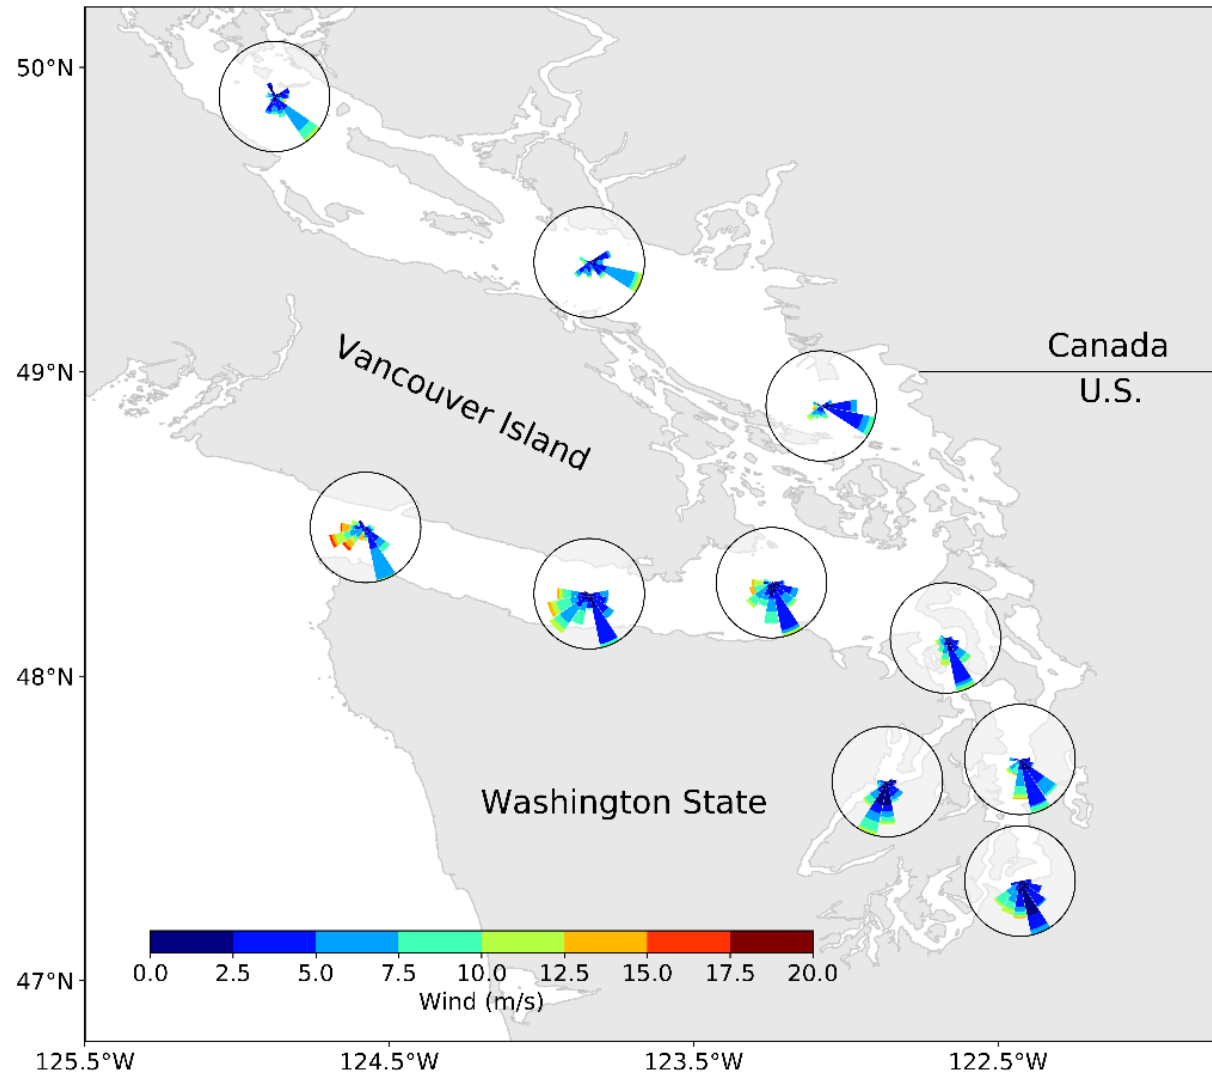 50°N
Canada
49°N
U.S.
Vancouver Island
48°N
Washington State
47°N
0.0 2.5 5.0 7.5 10.0 12.5 15.0 17.5 20.0
Wind (m/s)
125.5°W 124.5°W 123.5°W 122.5°W